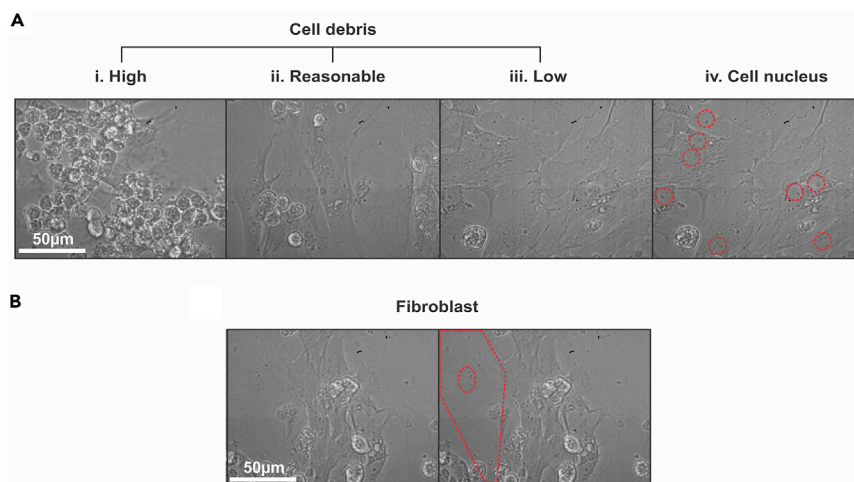 A
Cell debris
i. High
ii. Reasonable
iii. Low
iv. Cell nucleus
50μm
B
Fibroblast
50μm